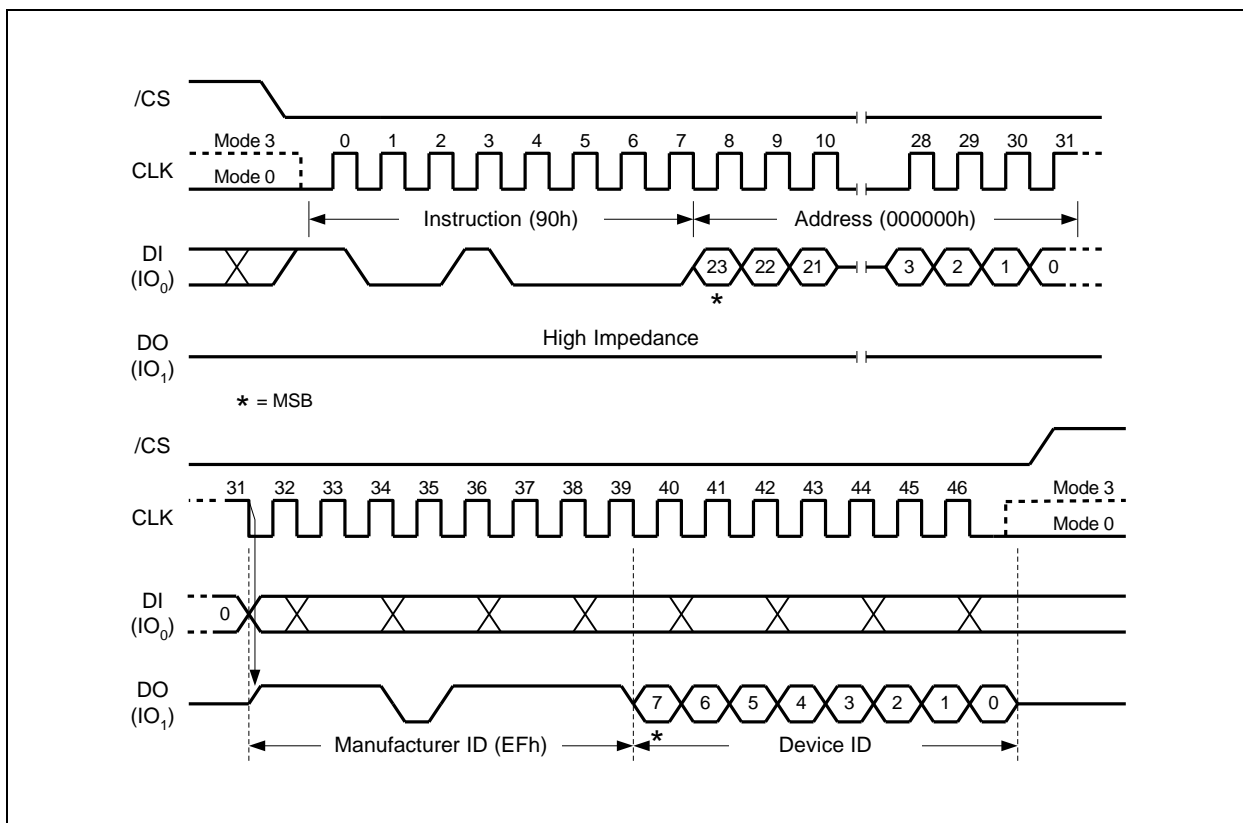 /CS
Mode 3 0 1 2 3 4 5 6 7 8 9 10 28 29 30 31
CLK
Mode 0
Instruction (90h) Address (000000h)
DI
(IO0)
23 22 21 3 2 1 0
*
High Impedance
DO
(IO1)
* = MSB
/CS
31 32 33 34 35 36 37 38 39 40 41 42 43 44 45 46 Mode 3
CLK
Mode 0
DI
(IO0)
0
DO
(IO1)
7 6 5 4 3 2 1 0
*
Manufacturer ID (EFh) Device ID